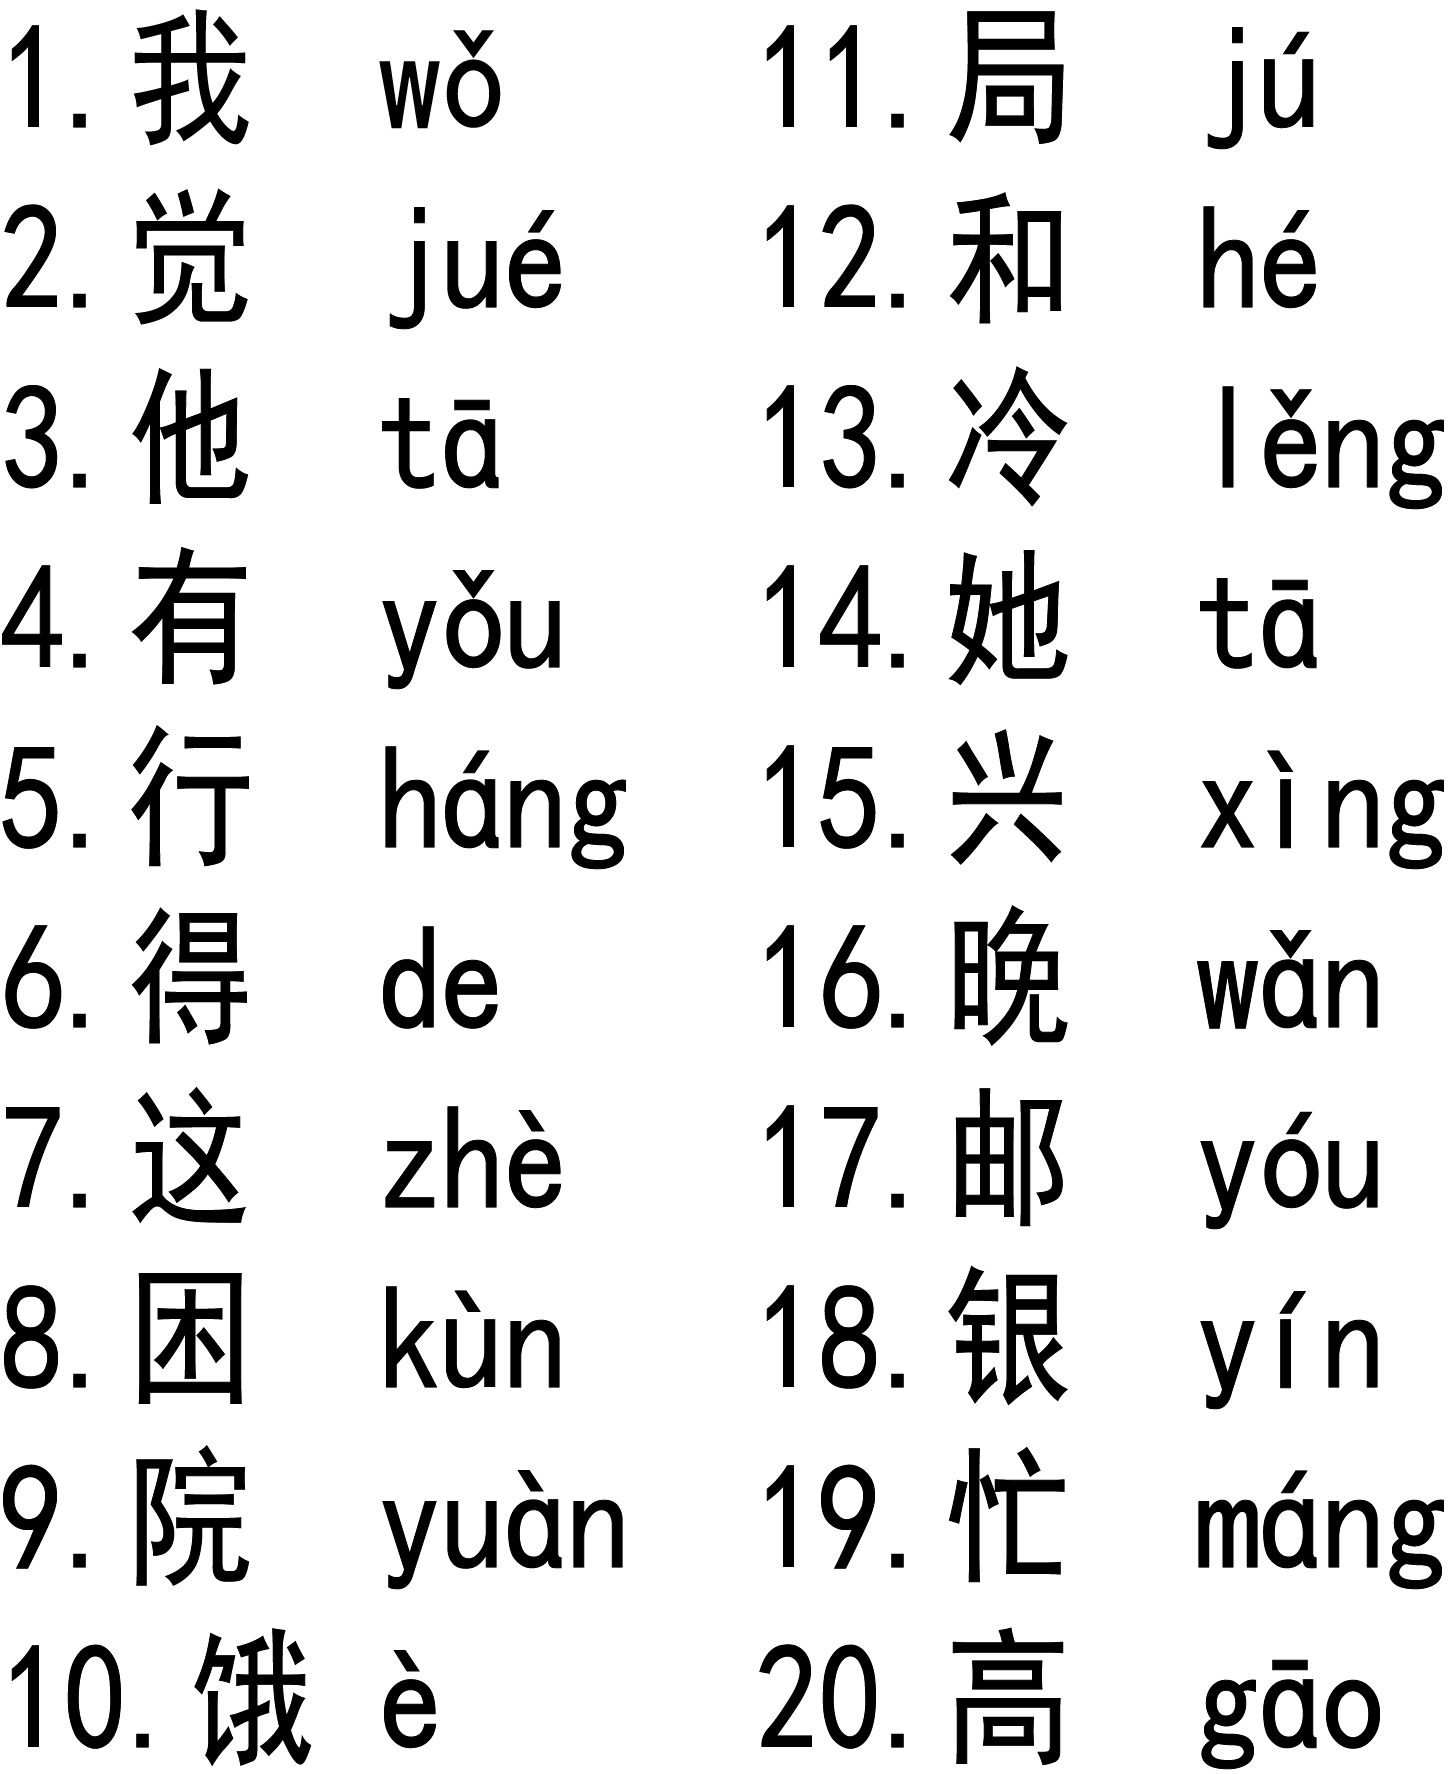 1.我 wǒ 11.局 jú
2.觉 jué 12.和 hé
3.他 tā 13.冷 lěng
4.有 yǒu 14.她 tā
5.行 háng 15.兴 xìng
6.得 de 16.晚 wǎn
7.这 zhè 17.邮 yóu
8.困 kùn 18.银 yín
9.院 yuàn 19.忙 máng
10.饿 è 20.高 gāo